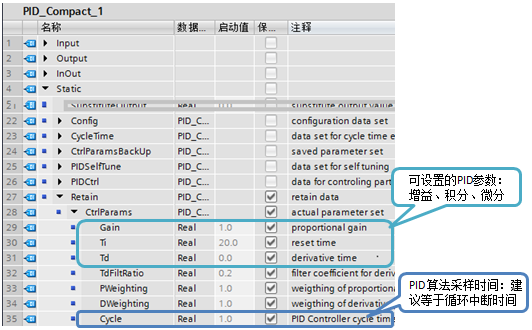 PID_Compact_1
名称 数据... 启动值 保... 注释
1 Input
2 Output
3 InOut
4 Static
5 SubstituteOutput Real 0.0 substitute output value
22 Config PID_C... configuration data set
23 CycleTime PID_C... data set for cycle time e
24 CtrlParamsBackUp PID_C... saved parameter set
25 PIDSelfTune PID_C... data set for self tuning
26 PIDCtrl PID_C... data for controling part
27 Retain PID_C... retain data
28 CtrlParams PID_C... actual parameter set
29 Gain Real 1.0 proportional gain
30 Ti Real 20.0 reset time
31 Td Real 0.0 derivative time
32 TdFiltRatio Real 0.2 filter coefficient for deriv
33 PWeighting Real 1.0 weigthing of proportiona
34 DWeighting Real 1.0 weigthing of derivative
35 Cycle Real 1.0 PID Controller cycle time
可设置的PID参数：
增益、积分、微分
PID算法采样时间：建
议等于循环中断时间